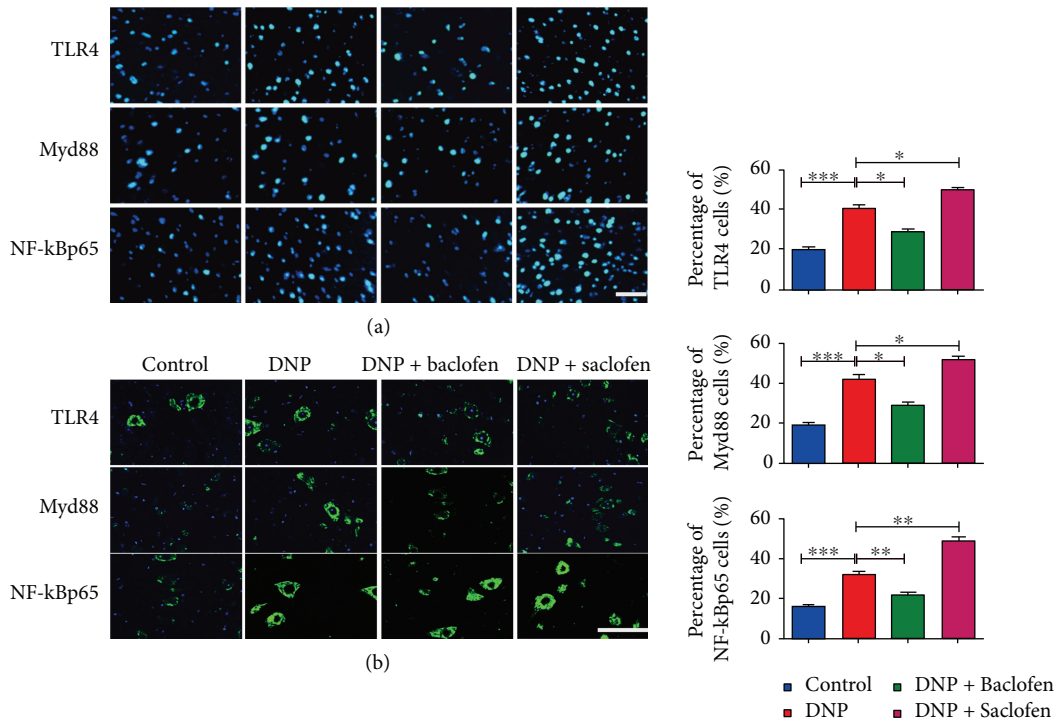 TLR4
Myd88
NF-kBp65
(a)
Control DNP DNP + baclofen DNP + saclofen
TLR4
Myd88
NF-kBp65
(b)
Percentage of
TLR4 cells (%)
60
40
20
0
*** * *
Percentage of
Myd88 cells (%)
60
40
20
0
*** * *
Percentage of
NF-kBp65 cells (%)
60
40
20
0
*** ** **
Control DNP + Baclofen
DNP DNP + Saclofen